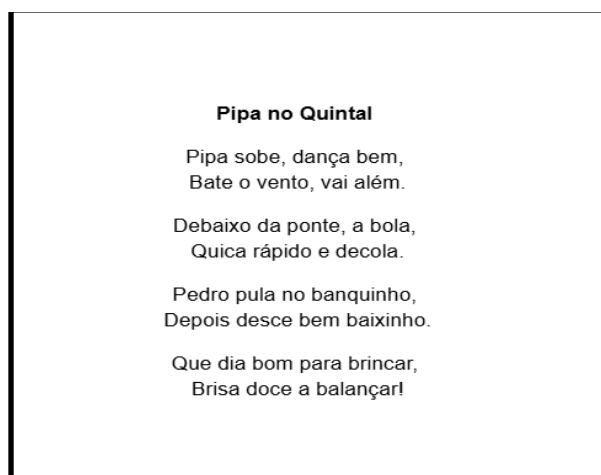 Pipa no Quintal
Pipa sobe, dança bem,
Bate o vento, vai além.
Debaixo da ponte, a bola,
Quica rápido e decola.
Pedro pula no banquinho,
Depois desce bem baixinho.
Que dia bom para brincar,
Brisa doce a balançar!